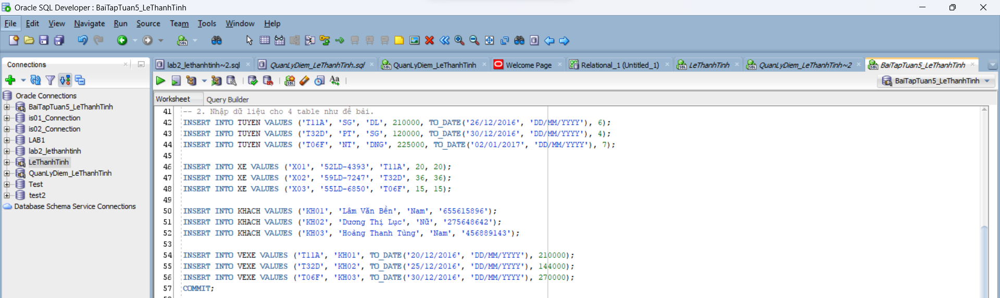 Oracle SQL Developer : BaiTapTuan5_LeThanhTinh
File Edit View Navigate Run Source Team Tools Window Help
Connections
lab2_lethanhtinh~2.sql QuanLyDiem_LeThanhTinh.sql QuanLyDiem_LeThanhTinh Welcome Page Relational_1 (Untitled_1) LeThanhTinh QuanLyDiem_LeThanhTinh~2 BaiTapTuan5_LeThanhTinh
BaiTapTuan5_LeThanhTinh
Oracle Connections
BaiTapTuan5_LeThanhTinh
is01_Connection
is02_Connection
LAB1
lab2_lethanhtinh
LeThanhTinh
QuanLyDiem_LeThanhTinh
Test
test2
Database Schema Service Connections
Worksheet Query Builder
41 -- 2. Nhập dữ liệu cho 4 table như đề bài.
42 INSERT INTO TUYEN VALUES ('T11A', 'SG', 'DL', 210000, TO_DATE('26/12/2016', 'DD/MM/YYYY'), 6);
43 INSERT INTO TUYEN VALUES ('T32D', 'PT', 'SG', 120000, TO_DATE('30/12/2016', 'DD/MM/YYYY'), 4);
44 INSERT INTO TUYEN VALUES ('T06F', 'NT', 'DNG', 225000, TO_DATE('02/01/2017', 'DD/MM/YYYY'), 7);
45
46 INSERT INTO XE VALUES ('X01', '52LD-4393', 'T11A', 20, 20);
47 INSERT INTO XE VALUES ('X02', '59LD-7247', 'T32D', 36, 36);
48 INSERT INTO XE VALUES ('X03', '55LD-6850', 'T06F', 15, 15);
49
50 INSERT INTO KHACH VALUES ('KH01', 'Lâm Văn Bền', 'Nam', '655615896');
51 INSERT INTO KHACH VALUES ('KH02', 'Dương Thị Lục', 'Nữ', '275648642');
52 INSERT INTO KHACH VALUES ('KH03', 'Hoàng Thanh Tùng', 'Nam', '456889143');
53
54 INSERT INTO VEXE VALUES ('T11A', 'KH01', TO_DATE('20/12/2016', 'DD/MM/YYYY'), 210000);
55 INSERT INTO VEXE VALUES ('T32D', 'KH02', TO_DATE('25/12/2016', 'DD/MM/YYYY'), 144000);
56 INSERT INTO VEXE VALUES ('T06F', 'KH03', TO_DATE('30/12/2016', 'DD/MM/YYYY'), 270000);
57 COMMIT;